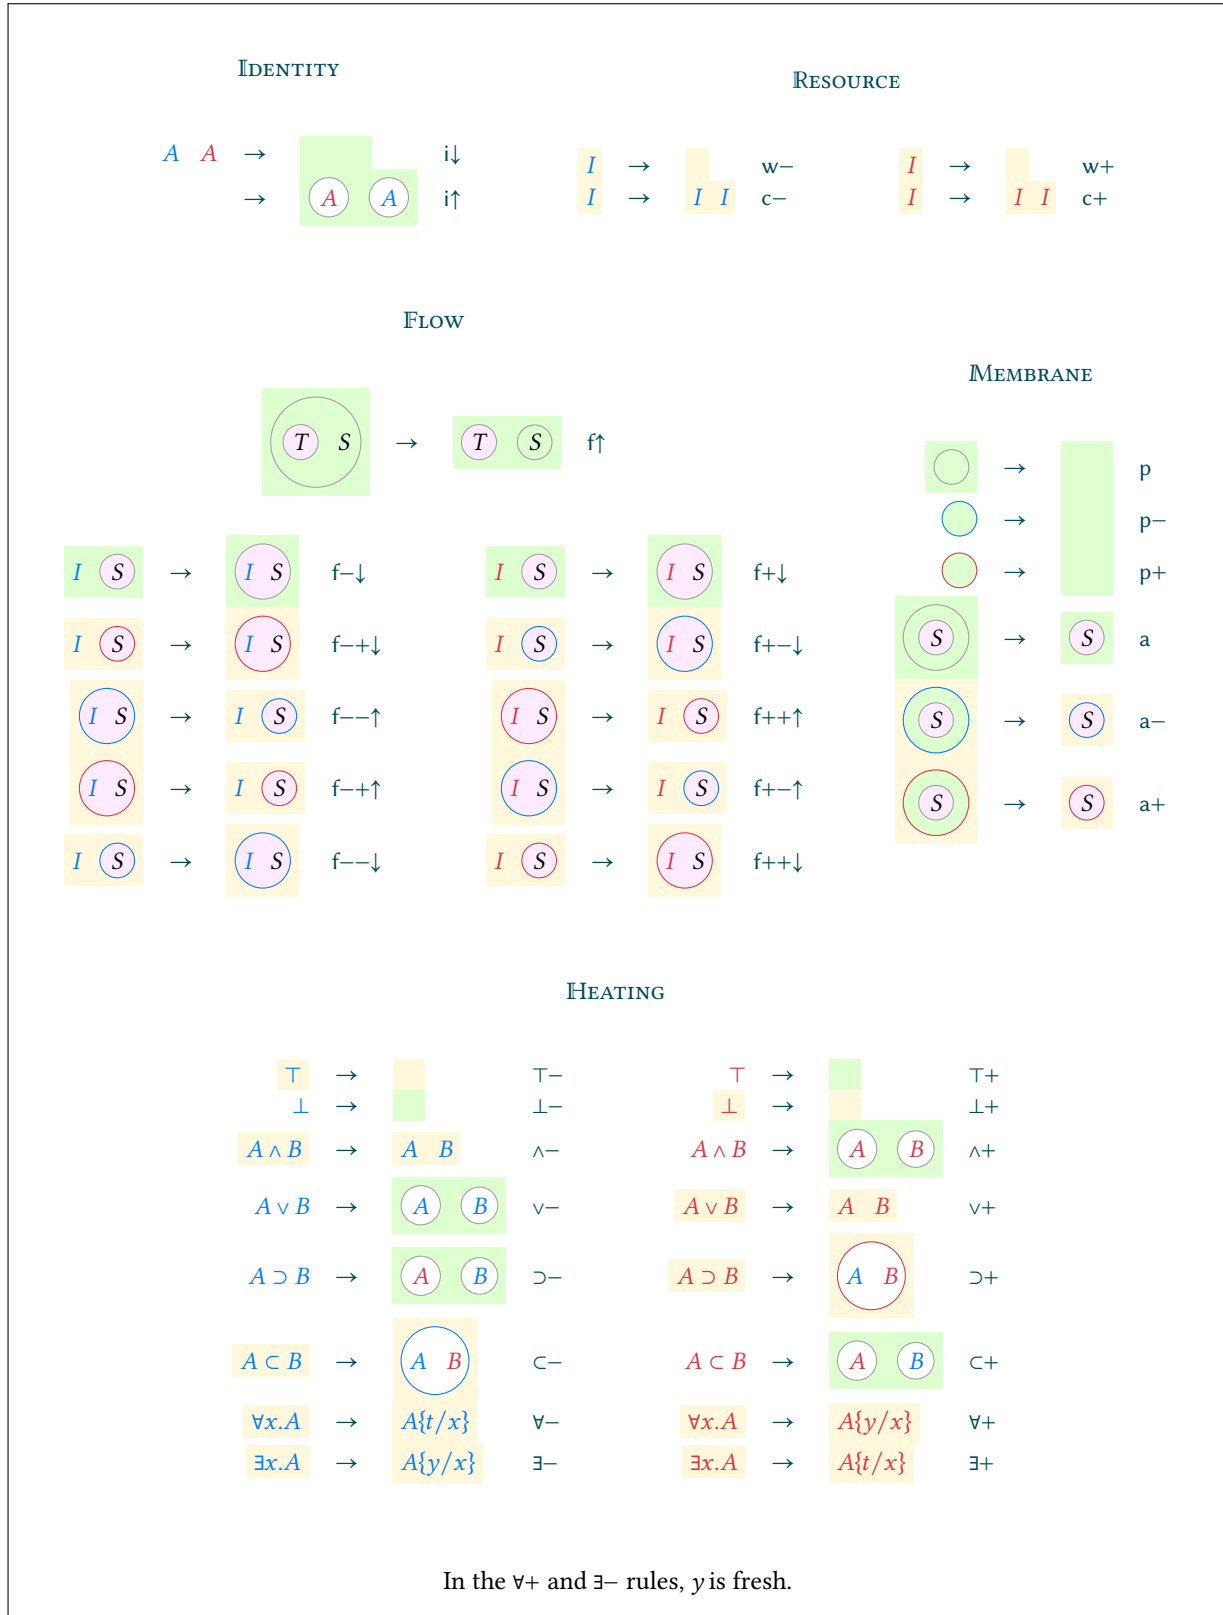 IDENTITY
A A → i↓
→ A A i↑
RESOURCE
I → w−
I → I I c−
I → w+
I → I I c+
FLOW
T S → T S f↑
I S → I S f−↓
I S → I S f−+↓
I S → I S f−−↑
I S → I S f−+↑
I S → I S f−−↓
I S → I S f+↓
I S → I S f+−↓
I S → I S f++↑
I S → I S f+−↑
I S → I S f++↓
MEMBRANE
→ p
→ p−
→ p+
S → S a
S → S a−
S → S a+
HEATING
⊤ → ⊤−
⊥ → ⊥−
A ∧ B → A B ∧−
A ∨ B → A B ∨−
A ⊃ B → A B ⊃−
A ⊂ B → A B ⊂−
∀x.A → A{t/x} ∀−
∃x.A → A{y/x} ∃−
⊤ → ⊤+
⊥ → ⊥+
A ∧ B → A B ∧+
A ∨ B → A B ∨+
A ⊃ B → A B ⊃+
A ⊂ B → A B ⊂+
∀x.A → A{y/x} ∀+
∃x.A → A{t/x} ∃+
In the ∀+ and ∃− rules, y is fresh.